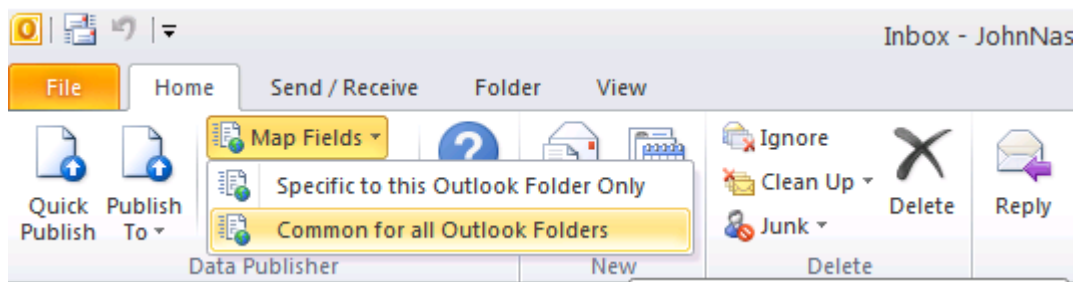 Inbox - JohnNas
File Home Send / Receive Folder View
Map Fields
Specific to this Outlook Folder Only
Common for all Outlook Folders
Quick Publish
Publish To
Data Publisher
New
Ignore
Clean Up
Junk
Delete
Delete
Reply